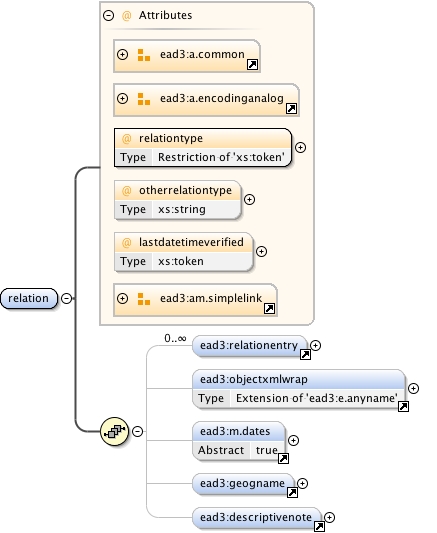 @ Attributes
ead3:a.common
ead3:a.encodinganalog
@ relationtype
Type Restriction of 'xs:token'
@ otherrelationtype
Type xs:string
@ lastdatetimeverified
Type xs:token
ead3:am.simplelink
relation
0..∞
ead3:relationentry
ead3:objectxmlwrap
Type Extension of 'ead3:e.anyname'
ead3:m.dates
Abstract true
ead3:geogname
ead3:descriptivenote